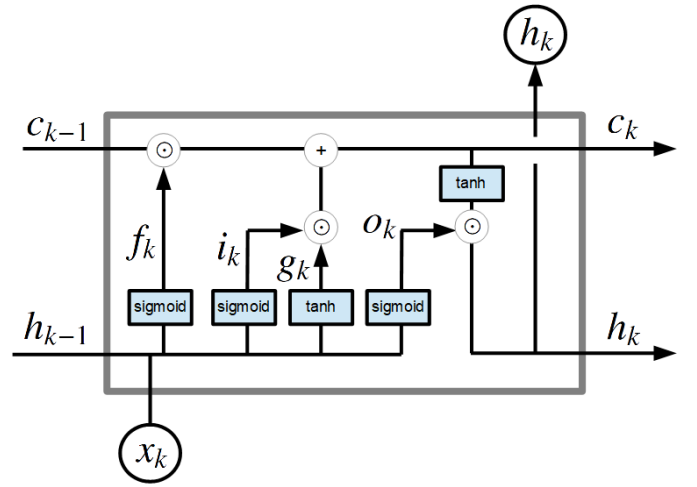 h_k
c_{k-1}
c_k
⊙
+
tanh
f_k
i_k
g_k
⊙
o_k
⊙
sigmoid
sigmoid
tanh
sigmoid
h_{k-1}
h_k
x_k